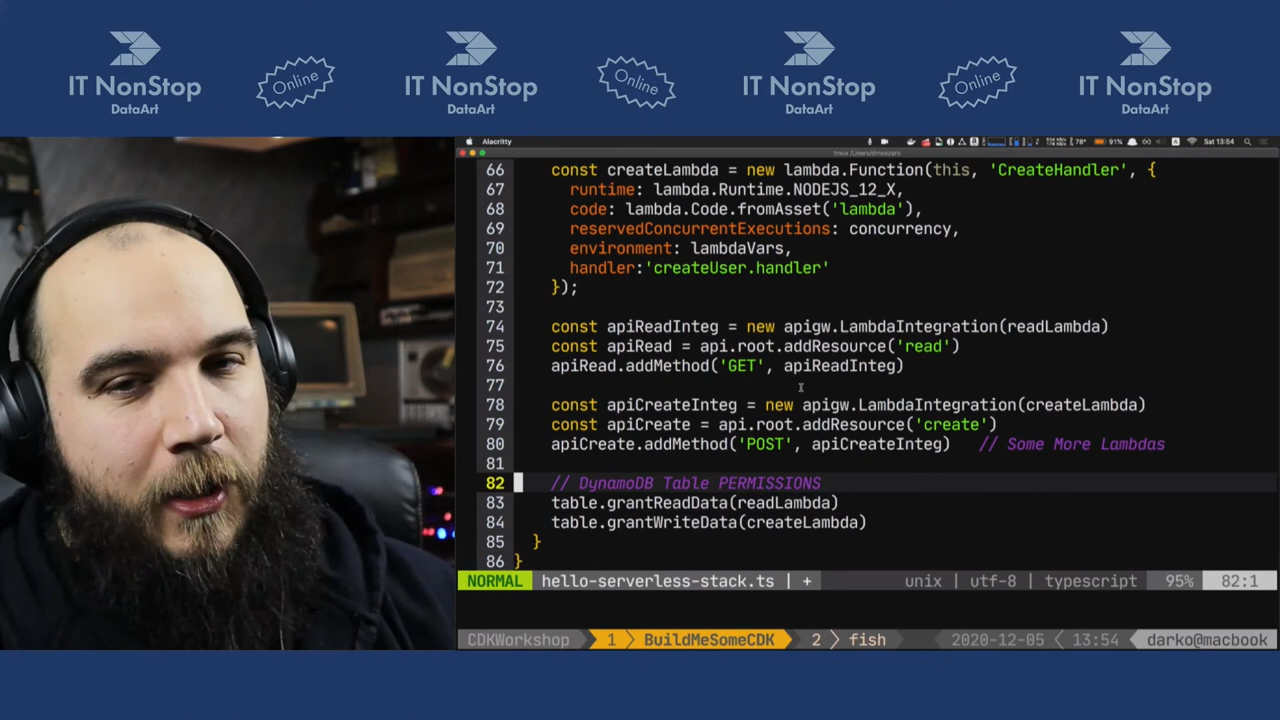 IT NonStop
DataArt
Online
IT NonStop
DataArt
Online
IT NonStop
DataArt
Online
IT NonStop
DataArt
Alacritty
91%
Sat 13:54
66 const createLambda = new lambda.Function(this, 'CreateHandler', {
67 runtime: lambda.Runtime.NODEJS_12_X,
68 code: lambda.Code.fromAsset('lambda'),
69 reservedConcurrentExecutions: concurrency,
70 environment: lambdaVars,
71 handler:'createUser.handler'
72 });
73
74 const apiReadInteg = new apigw.LambdaIntegration(readLambda)
75 const apiRead = api.root.addResource('read')
76 apiRead.addMethod('GET', apiReadInteg)
77
78 const apiCreateInteg = new apigw.LambdaIntegration(createLambda)
79 const apiCreate = api.root.addResource('create')
80 apiCreate.addMethod('POST', apiCreateInteg) // Some More Lambdas
81
82 // DynamoDB Table PERMISSIONS
83 table.grantReadData(readLambda)
84 table.grantWriteData(createLambda)
85 }
86 }
NORMAL hello-serverless-stack.ts | + unix | utf-8 | typescript 95% 82:1
CDKWorkshop 1 BuildMeSomeCDK 2 fish 2020-12-05 13:54 darko@macbook